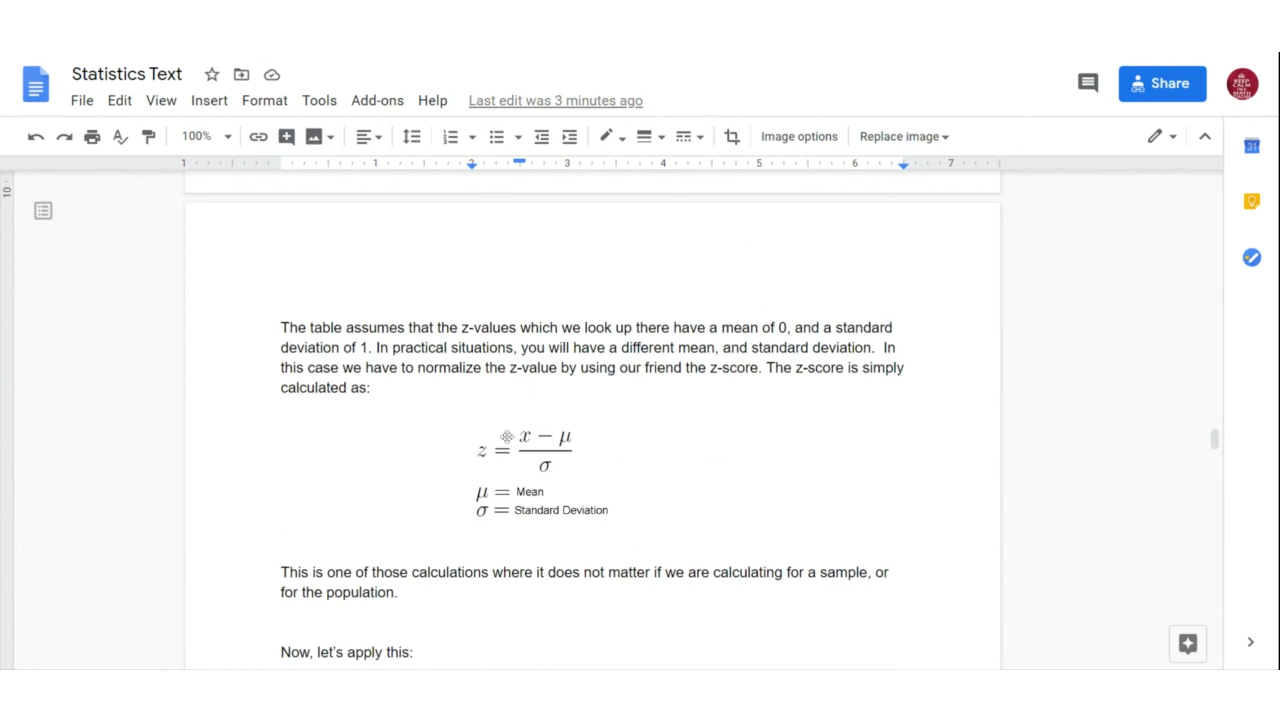 Statistics Text
File Edit View Insert Format Tools Add-ons Help Last edit was 3 minutes ago
Share
KEEP CALM I'M A MATH TEACHER
100% Image options Replace image
1 1 2 3 4 5 6 7
10
31
The table assumes that the z-values which we look up there have a mean of 0, and a standard
deviation of 1. In practical situations, you will have a different mean, and standard deviation. In
this case we have to normalize the z-value by using our friend the z-score. The z-score is simply
calculated as:
z = x − μ
σ
μ = Mean
σ = Standard Deviation
This is one of those calculations where it does not matter if we are calculating for a sample, or
for the population.
Now, let's apply this: